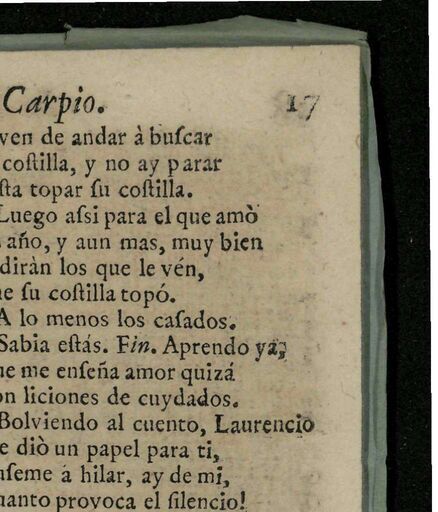 Carpio. 17
ven de andar à buſcar
coſtilla, y no ay parar
ſta topar ſu coſtilla.
Luego aſsi para el que amò
año, y aun mas, muy bien
diràn los que le vén,
e ſu coſtilla topó.
A lo menos los caſados.
Sabia eſtás. Fin. Aprendo ya,
ue me enſeña amor quizá
on liciones de cuydados.
Bolviendo al cuento, Laurencio
e diò un papel para ti,
uſeme á hilar, ay de mi,
uanto provoca el ſilencio!